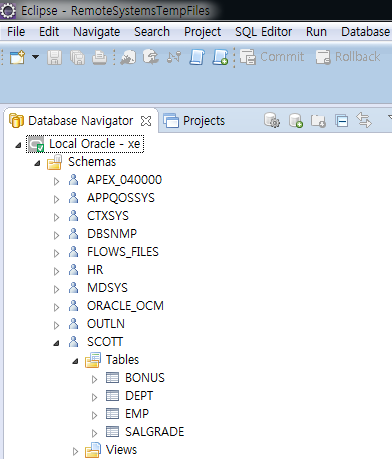 Eclipse - RemoteSystemsTempFiles
File Edit Navigate Search Project SQL Editor Run Database
Commit Rollback
Database Navigator Projects
Local Oracle - xe
Schemas
APEX_040000
APPQOSSYS
CTXSYS
DBSNMP
FLOWS_FILES
HR
MDSYS
ORACLE_OCM
OUTLN
SCOTT
Tables
BONUS
DEPT
EMP
SALGRADE
Views